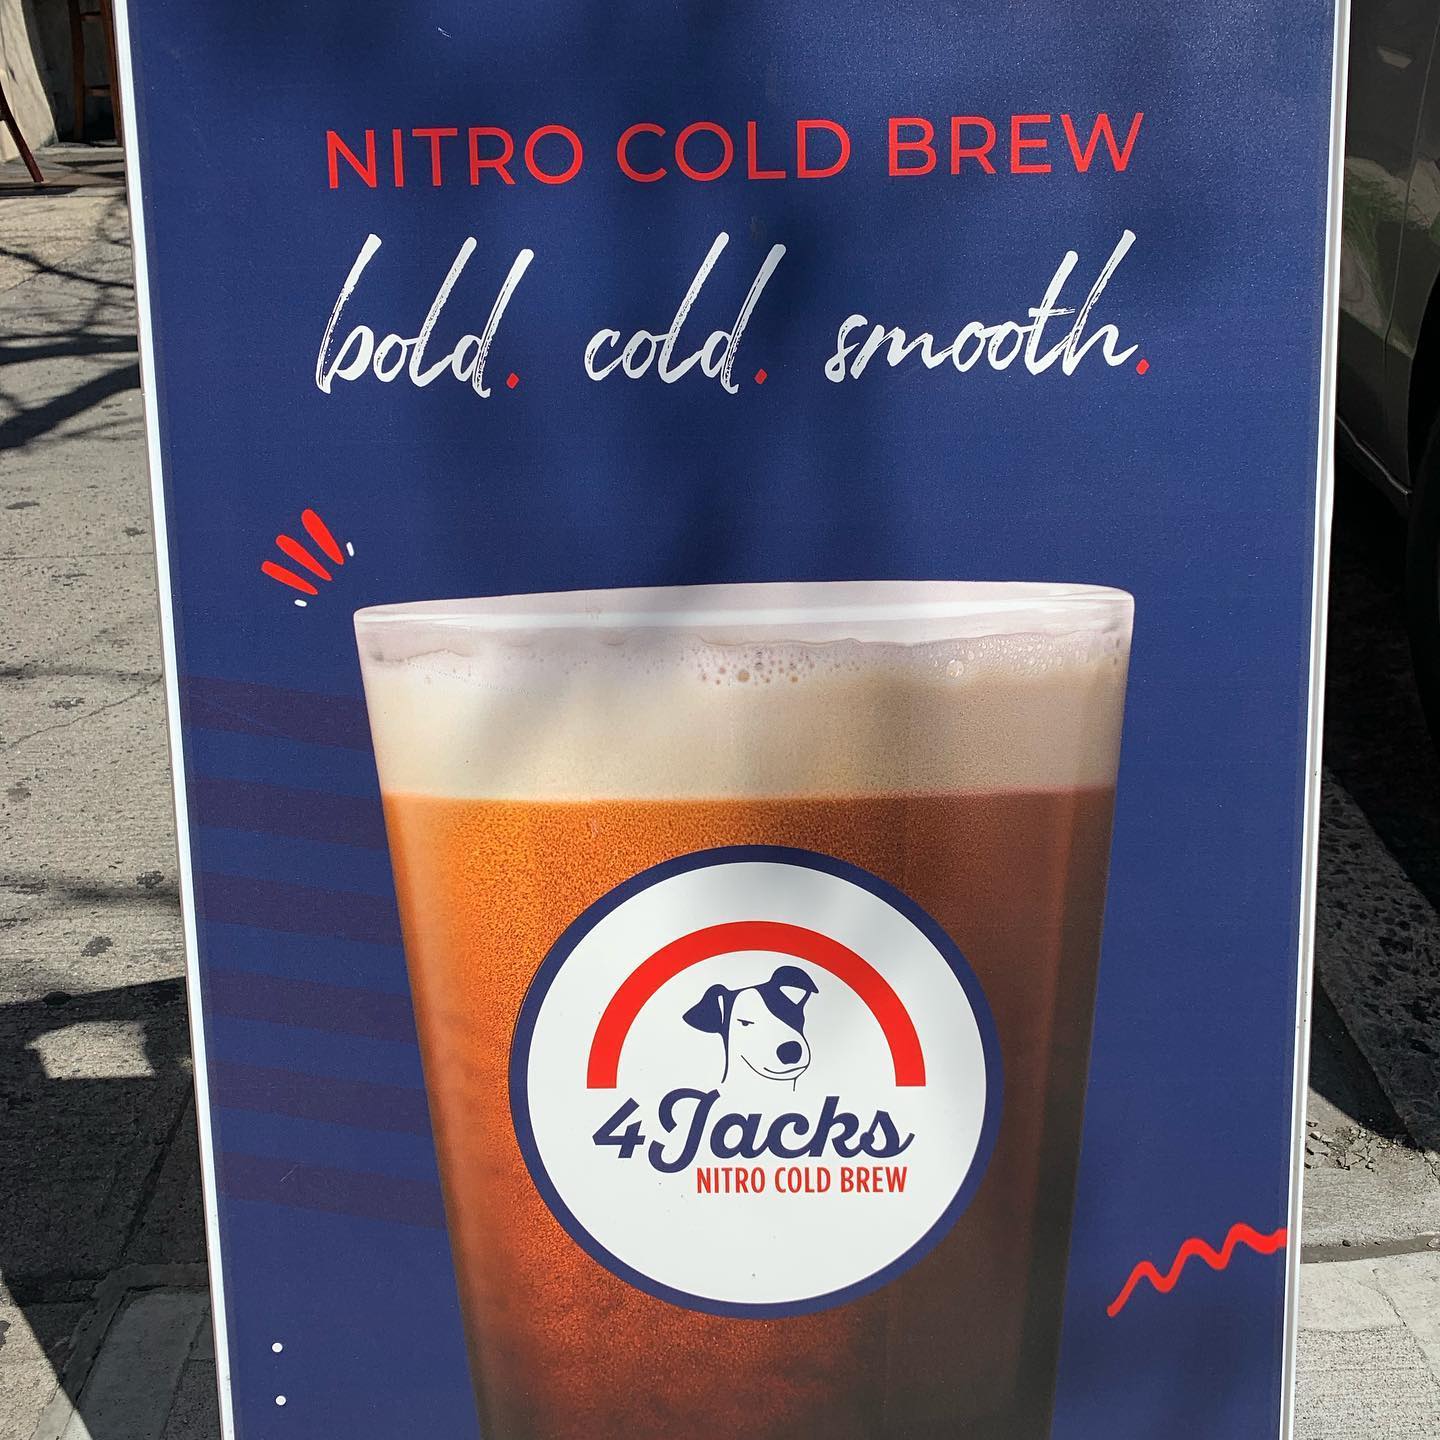 NITRO COLD BREW
bold. cold. smooth.
4Jacks
NITRO COLD BREW